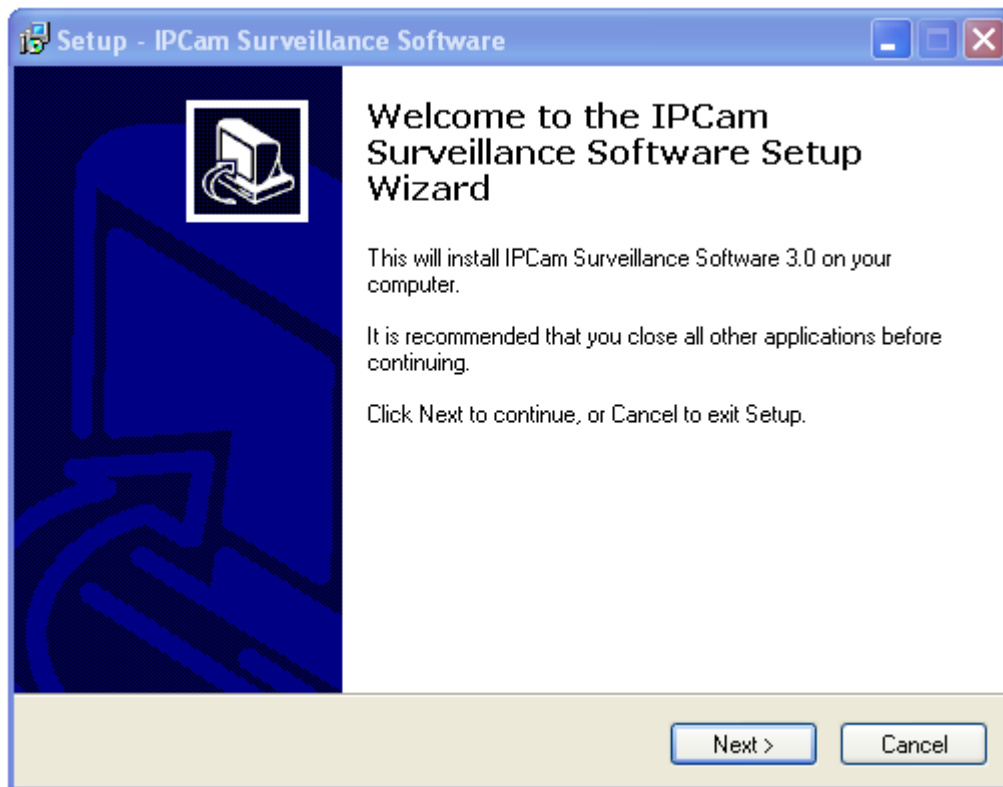 Setup - IPCam Surveillance Software
Welcome to the IPCam
Surveillance Software Setup
Wizard
This will install IPCam Surveillance Software 3.0 on your
computer.
It is recommended that you close all other applications before
continuing.
Click Next to continue, or Cancel to exit Setup.
Next >
Cancel